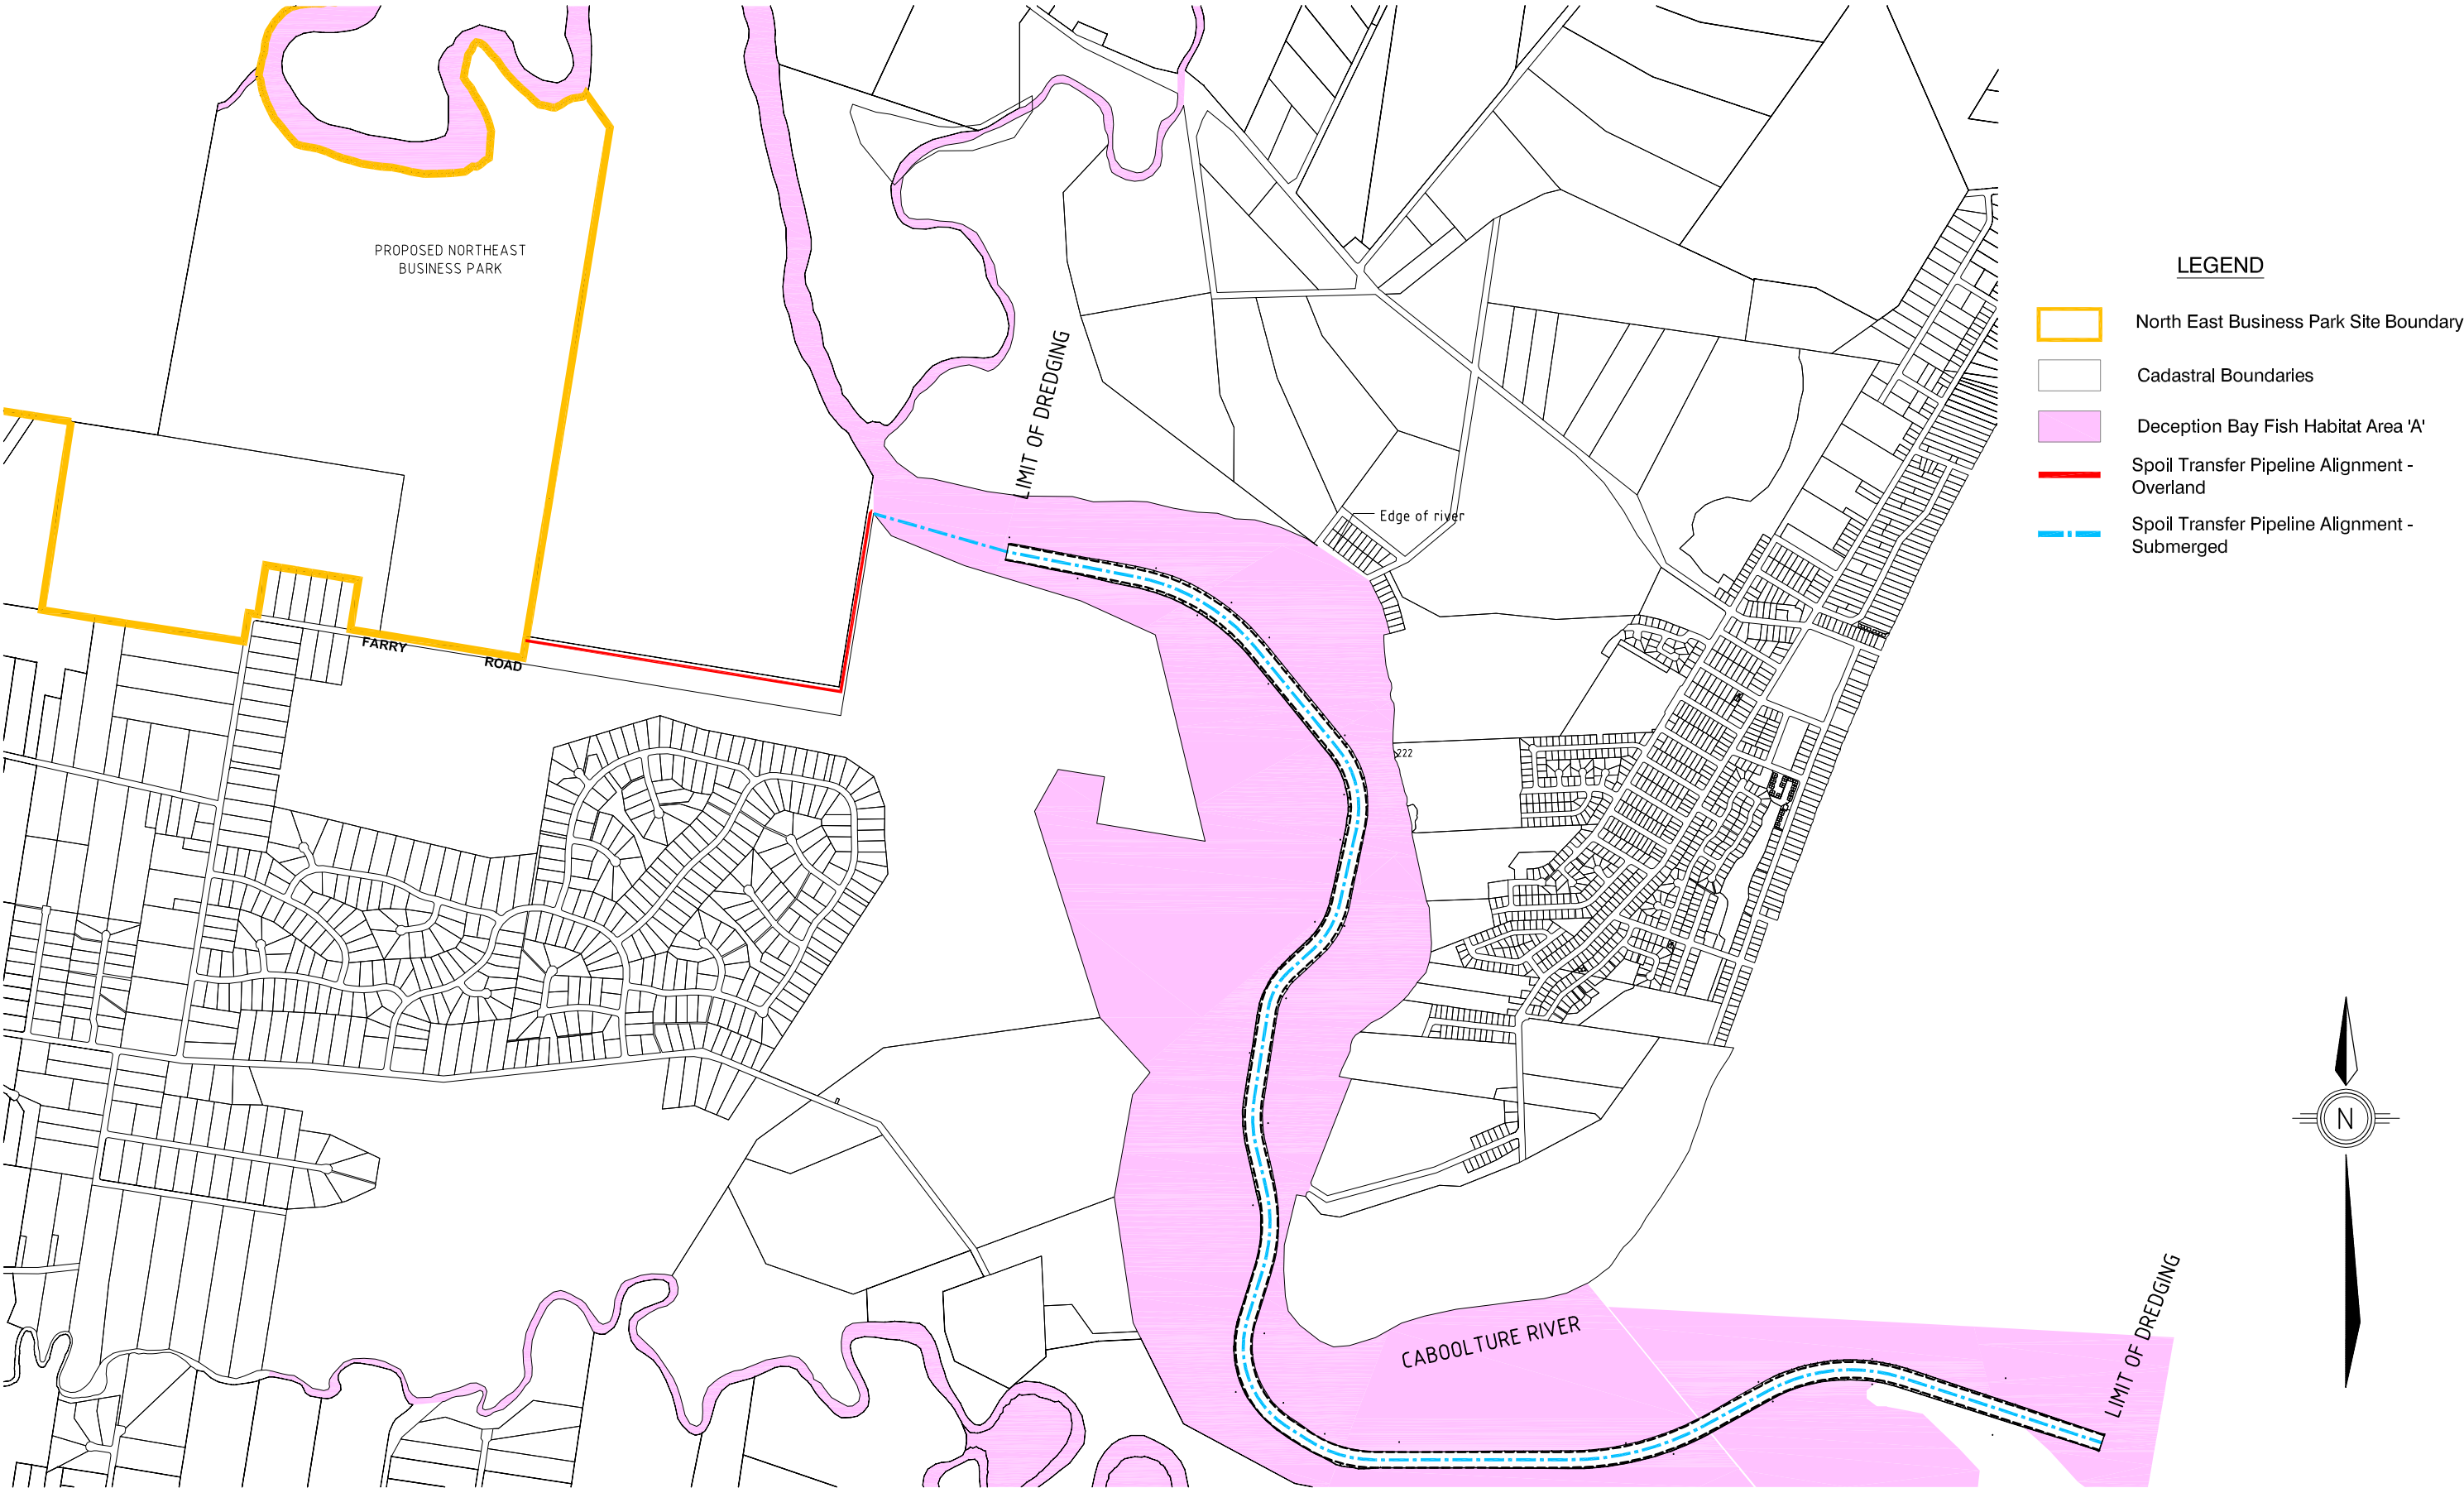 PROPOSED NORTHEAST
BUSINESS PARK
LIMIT OF DREDGING
Edge of river
FARRY
ROAD
222
CABOOLTURE RIVER
LIMIT OF DREDGING
LEGEND
North East Business Park Site Boundary
Cadastral Boundaries
Deception Bay Fish Habitat Area 'A'
Spoil Transfer Pipeline Alignment -
Overland
Spoil Transfer Pipeline Alignment -
Submerged
N